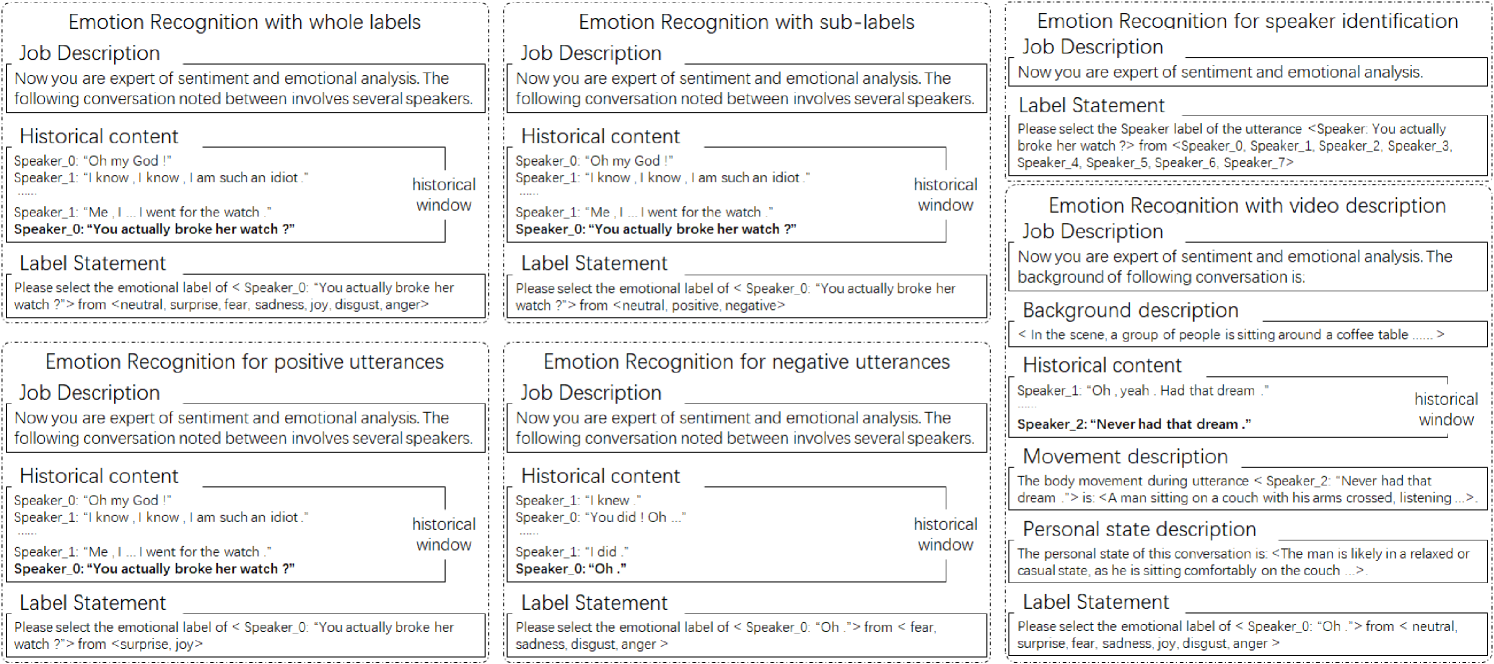 Emotion Recognition with whole labels
Job Description
Now you are expert of sentiment and emotional analysis. The
following conversation noted between involves several speakers.
Historical content
Speaker_0: “Oh my God !”
Speaker_1: “I know , I know , I am such an idiot .”
......
Speaker_1: “Me , I ... I went for the watch .”
Speaker_0: “You actually broke her watch ?”
historical
window
Label Statement
Please select the emotional label of < Speaker_0: “You actually broke her
watch ?”> from <neutral, surprise, fear, sadness, joy, disgust, anger>
Emotion Recognition with sub-labels
Job Description
Now you are expert of sentiment and emotional analysis. The
following conversation noted between involves several speakers.
Historical content
Speaker_0: “Oh my God !”
Speaker_1: “I know , I know , I am such an idiot .”
......
Speaker_1: “Me , I ... I went for the watch .”
Speaker_0: “You actually broke her watch ?”
historical
window
Label Statement
Please select the emotional label of < Speaker_0: “You actually broke her
watch ?”> from <neutral, positive, negative>
Emotion Recognition for positive utterances
Job Description
Now you are expert of sentiment and emotional analysis. The
following conversation noted between involves several speakers.
Historical content
Speaker_0: “Oh my God !”
Speaker_1: “I know , I know , I am such an idiot .”
......
Speaker_1: “Me , I ... I went for the watch .”
Speaker_0: “You actually broke her watch ?”
historical
window
Label Statement
Please select the emotional label of < Speaker_0: “You actually broke her
watch ?”> from <surprise, joy>
Emotion Recognition for negative utterances
Job Description
Now you are expert of sentiment and emotional analysis. The
following conversation noted between involves several speakers.
Historical content
Speaker_1: “I knew .”
Speaker_0: “You did ! Oh ...”
......
Speaker_1: “I did .”
Speaker_0: “Oh .”
historical
window
Label Statement
Please select the emotional label of < Speaker_0: “Oh .”> from < fear,
sadness, disgust, anger >
Emotion Recognition for speaker identification
Job Description
Now you are expert of sentiment and emotional analysis.
Label Statement
Please select the Speaker label of the utterance <Speaker: You actually
broke her watch ?> from <Speaker_0, Speaker_1, Speaker_2, Speaker_3,
Speaker_4, Speaker_5, Speaker_6, Speaker_7>
Emotion Recognition with video description
Job Description
Now you are expert of sentiment and emotional analysis. The
background of following conversation is:
Background description
< In the scene, a group of people is sitting around a coffee table ...... >
Historical content
Speaker_1: “Oh , yeah . Had that dream .”
......
Speaker_2: “Never had that dream .”
historical
window
Movement description
The body movement during utterance < Speaker_2: “Never had that
dream .”> is: <A man sitting on a couch with his arms crossed, listening ...>.
Personal state description
The personal state of this conversation is: <The man is likely in a relaxed or
casual state, as he is sitting comfortably on the couch ...>.
Label Statement
Please select the emotional label of < Speaker_0: “Oh .”> from < neutral,
surprise, fear, sadness, joy, disgust, anger >